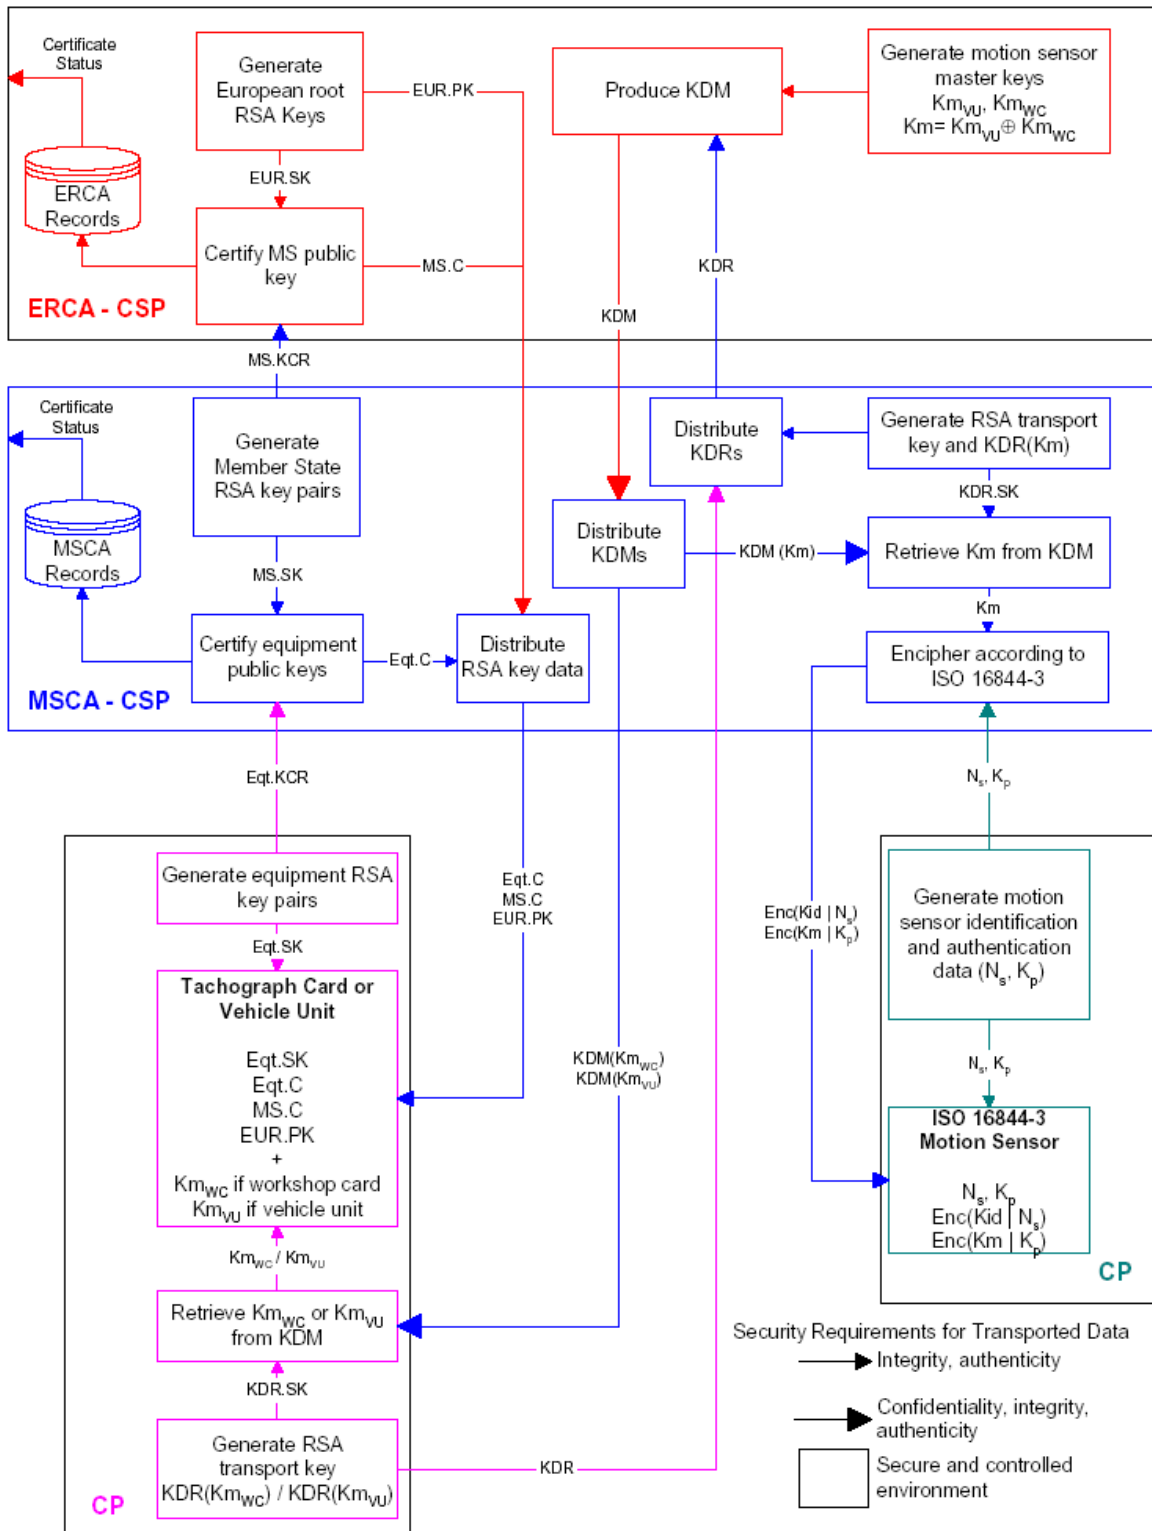 Certificate
Status
Generate
European root
RSA Keys
EUR.PK
Produce KDM
Generate motion sensor
master keys
Km_VU, Km_WC
Km= Km_VU ⊕ Km_WC
EUR.SK
ERCA
Records
Certify MS public
key
MS.C
KDR
KDM
ERCA - CSP
MS.KCR
Certificate
Status
Generate
Member State
RSA key pairs
Distribute
KDRs
Generate RSA transport
key and KDR(Km)
KDR.SK
MSCA
Records
Distribute
KDMs
KDM (Km)
Retrieve Km from KDM
MS.SK
Km
Certify equipment
public keys
Eqt.C
Distribute
RSA key data
Encipher according to
ISO 16844-3
MSCA - CSP
Eqt.KCR
N_s, K_p
Generate equipment RSA
key pairs
Eqt.C
MS.C
EUR.PK
Enc(Kid | N_s)
Enc(Km | K_p)
Generate motion
sensor identification
and authentication
data (N_s, K_p)
Eqt.SK
Tachograph Card or
Vehicle Unit
Eqt.SK
Eqt.C
MS.C
EUR.PK
+
Km_WC if workshop card
Km_VU if vehicle unit
KDM(Km_WC)
KDM(Km_VU)
N_s, K_p
ISO 16844-3
Motion Sensor
N_s, K_p
Enc(Kid | N_s)
Enc(Km | K_p)
CP
Km_WC / Km_VU
Retrieve Km_WC or Km_VU
from KDM
KDR.SK
Generate RSA
transport key
KDR(Km_WC) / KDR(Km_VU)
KDR
CP
Security Requirements for Transported Data
Integrity, authenticity
Confidentiality, integrity,
authenticity
Secure and controlled
environment